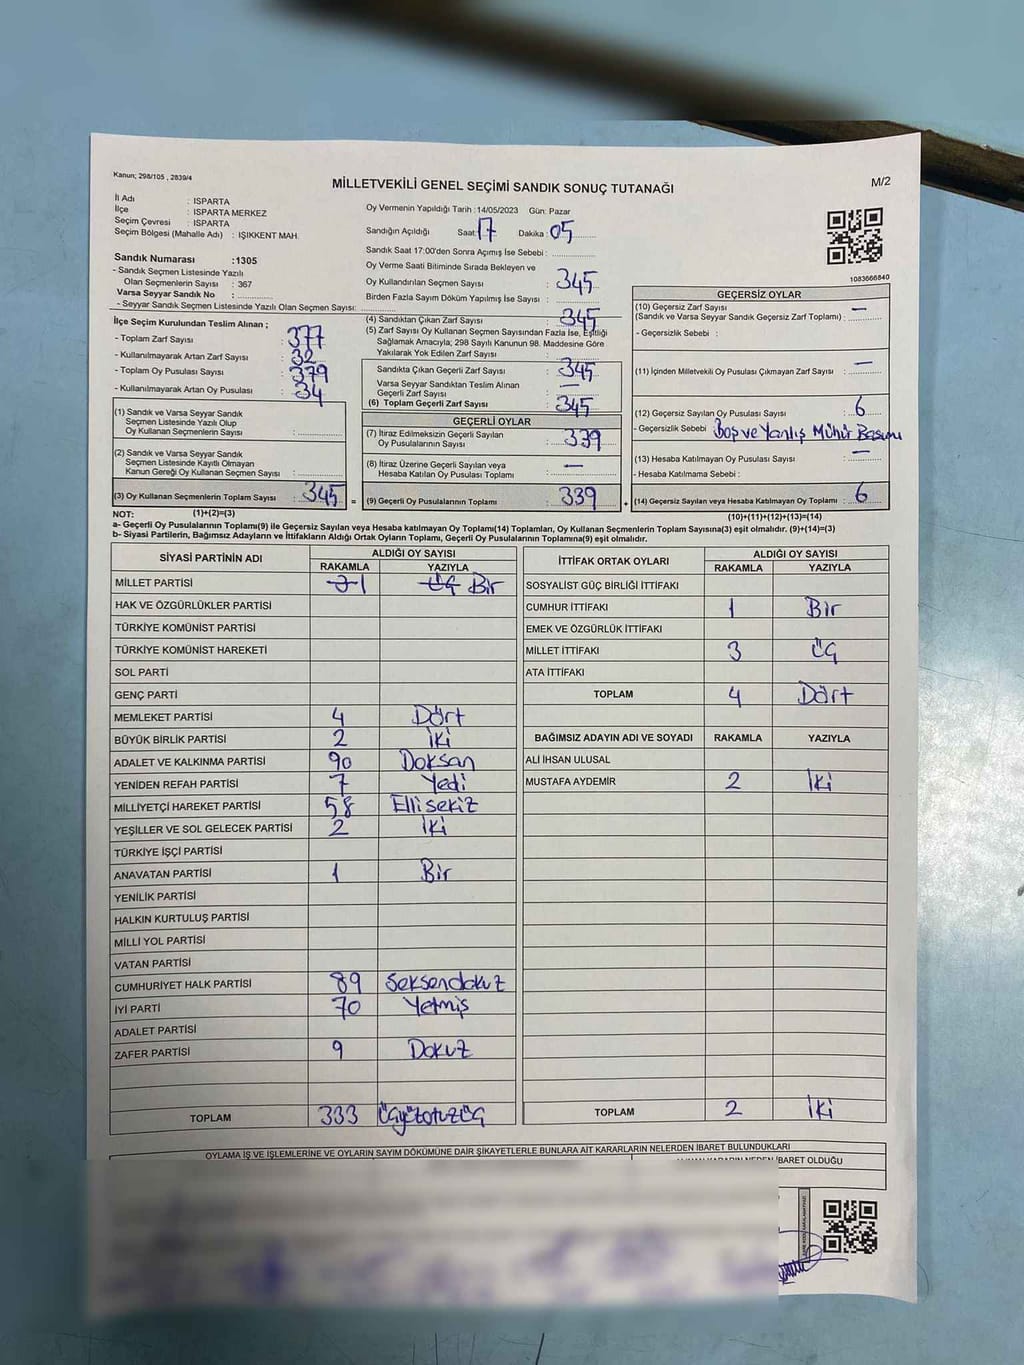 Kanun; 298/105 , 2839/4
MİLLETVEKİLİ GENEL SEÇİMİ SANDIK SONUÇ TUTANAĞI
M/2
İl Adı : ISPARTA
İlçe : ISPARTA MERKEZ
Seçim Çevresi : ISPARTA
Seçim Bölgesi (Mahalle Adı) : IŞIKKENT MAH.
Sandık Numarası :1305
- Sandık Seçmen Listesinde Yazılı
Olan Seçmenlerin Sayısı : 367
Varsa Seyyar Sandık No :
- Seyyar Sandık Seçmen Listesinde Yazılı Olan Seçmen Sayısı:
Oy Vermenin Yapıldığı Tarih :14/05/2023 Gün: Pazar
Sandığın Açıldığı Saat: 17 Dakika: 05
Sandık Saat 17:00'den Sonra Açımış İse Sebebi :
Oy Verme Saati Bitiminde Sırada Bekleyen ve
Oy Kullandırılan Seçmen Sayısı : 345
Birden Fazla Sayım Döküm Yapılmış İse Sayısı :
1083666840
İlçe Seçim Kurulundan Teslim Alınan ;
- Toplam Zarf Sayısı : 377
- Kullanılmayarak Artan Zarf Sayısı : 32
- Toplam Oy Pusulası Sayısı : 379
- Kullanılmayarak Artan Oy Pusulası : 34
(4) Sandıktan Çıkan Zarf Sayısı : 345
(5) Zarf Sayısı Oy Kullanan Seçmen Sayısından Fazla İse, Eşitliği
Sağlamak Amacıyla; 298 Sayılı Kanunun 98. Maddesine Göre
Yakılarak Yok Edilen Zarf Sayısı :
Sandıkta Çıkan Geçerli Zarf Sayısı : 345
Varsa Seyyar Sandıktan Teslim Alınan
Geçerli Zarf Sayısı : —
(6) Toplam Geçerli Zarf Sayısı : 345
(1) Sandık ve Varsa Seyyar Sandık
Seçmen Listesinde Yazılı Olup
Oy Kullanan Seçmenlerin Sayısı :
(2) Sandık ve Varsa Seyyar Sandık
Seçmen Listesinde Kayıtlı Olmayan
Kanun Gereği Oy Kullanan Seçmen Sayısı :
(3) Oy Kullanan Seçmenlerin Toplam Sayısı : 345 =
GEÇERLİ OYLAR
(7) İtiraz Edilmeksizin Geçerli Sayılan
Oy Pusulalarının Sayısı : 339
(8) İtiraz Üzerine Geçerli Sayılan veya
Hesaba Katılan Oy Pusulası Toplamı : —
(9) Geçerli Oy Pusulalarının Toplamı : 339 +
GEÇERSİZ OYLAR
(10) Geçersiz Zarf Sayısı —
(Sandık ve Varsa Seyyar Sandık Geçersiz Zarf Toplamı) :
- Geçersizlik Sebebi :
(11) İçinden Milletvekili Oy Pusulası Çıkmayan Zarf Sayısı : —
(12) Geçersiz Sayılan Oy Pusulası Sayısı : 6
- Geçersizlik Sebebi : Boş ve Yanlış Mühür Basımı
(13) Hesaba Katılmayan Oy Pusulası Sayısı : —
- Hesaba Katılmama Sebebi :
(14) Geçersiz Sayılan veya Hesaba Katılmayan Oy Toplamı : 6
NOT: (1)+(2)=(3)
(10)+(11)+(12)+(13)=(14)
a- Geçerli Oy Pusulalarının Toplamı(9) ile Geçersiz Sayılan veya Hesaba katılmayan Oy Toplamı(14) Toplamları, Oy Kullanan Seçmenlerin Toplam Sayısına(3) eşit olmalıdır. (9)+(14)=(3)
b- Siyasi Partilerin, Bağımsız Adayların ve İttifakların Aldığı Ortak Oyların Toplamı, Geçerli Oy Pusulalarının Toplamına(9) eşit olmalıdır.
SİYASİ PARTİNİN ADI ALDIĞI OY SAYISI
RAKAMLA YAZIYLA
MİLLET PARTİSİ 3 1 Üç Bir
HAK VE ÖZGÜRLÜKLER PARTİSİ
TÜRKİYE KOMÜNİST PARTİSİ
TÜRKİYE KOMÜNİST HAREKETİ
SOL PARTİ
GENÇ PARTİ
MEMLEKET PARTİSİ 4 Dört
BÜYÜK BİRLİK PARTİSİ 2 İki
ADALET VE KALKINMA PARTİSİ 90 Doksan
YENİDEN REFAH PARTİSİ 7 Yedi
MİLLİYETÇİ HAREKET PARTİSİ 58 Ellisekiz
YEŞİLLER VE SOL GELECEK PARTİSİ 2 İki
TÜRKİYE İŞÇİ PARTİSİ
ANAVATAN PARTİSİ 1 Bir
YENİLİK PARTİSİ
HALKIN KURTULUŞ PARTİSİ
MİLLİ YOL PARTİSİ
VATAN PARTİSİ
CUMHURİYET HALK PARTİSİ 89 Seksendokuz
İYİ PARTİ 70 Yetmiş
ADALET PARTİSİ
ZAFER PARTİSİ 9 Dokuz
TOPLAM 333 Üçyüzotuzüç
İTTİFAK ORTAK OYLARI ALDIĞI OY SAYISI
RAKAMLA YAZIYLA
SOSYALİST GÜÇ BİRLİĞİ İTTİFAKI
CUMHUR İTTİFAKI 1 Bir
EMEK VE ÖZGÜRLÜK İTTİFAKI
MİLLET İTTİFAKI 3 Üç
ATA İTTİFAKI
TOPLAM 4 Dört
BAĞIMSIZ ADAYIN ADI VE SOYADI RAKAMLA YAZIYLA
ALİ İHSAN ULUSAL
MUSTAFA AYDEMİR 2 İki
TOPLAM 2 İki
OYLAMA İŞ VE İŞLEMLERİNE VE OYLARIN SAYIM DÖKÜMÜNE DAİR ŞİKAYETLERLE BUNLARA AİT KARARLARIN NELERDEN İBARET BULUNDUKLARI
İBARET OLDUĞU